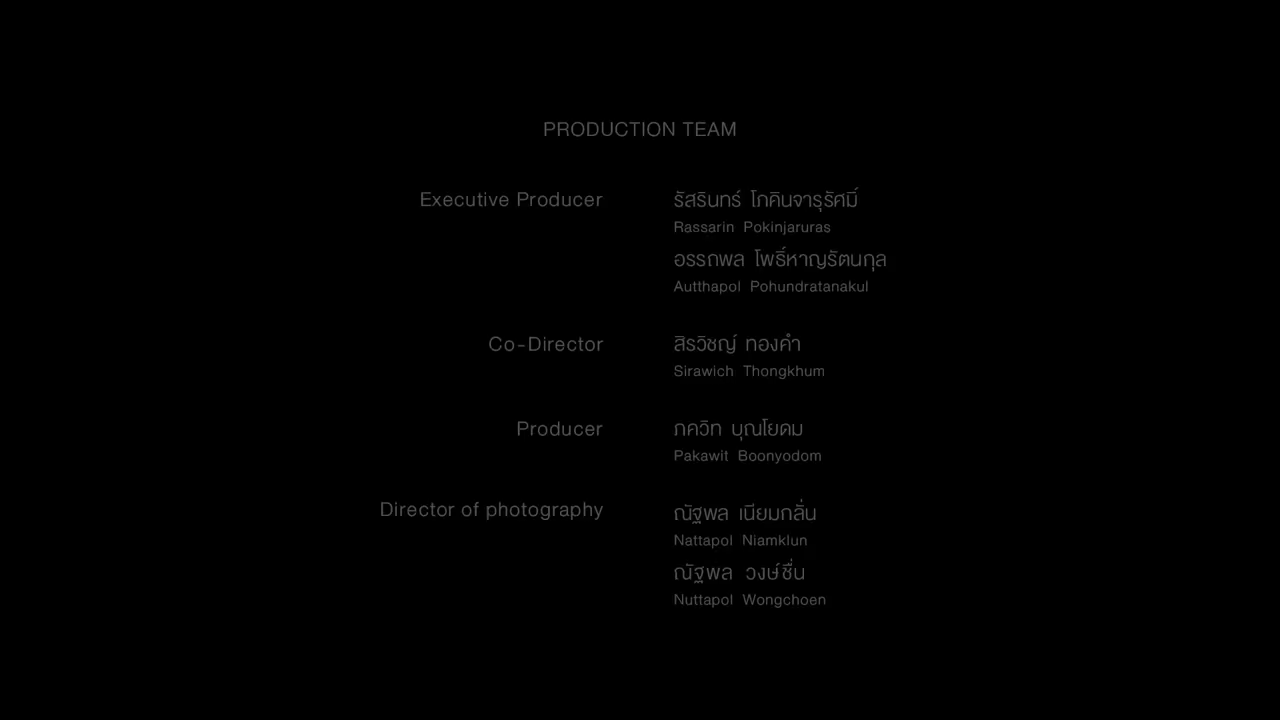 PRODUCTION TEAM
Executive Producer รัสรินทร์ โภคินจารุรัศมิ์
Rassarin Pokinjaruras
อรรถพล โพธิ์หาญรัตนกุล
Autthapol Pohundratanakul
Co-Director สิรวิชญ์ ทองคำ
Sirawich Thongkhum
Producer ภควิท บุณโยดม
Pakawit Boonyodom
Director of photography ณัฐพล เนียมกลั่น
Nattapol Niamklun
ณัฐพล วงษ์ชื่น
Nuttapol Wongchoen